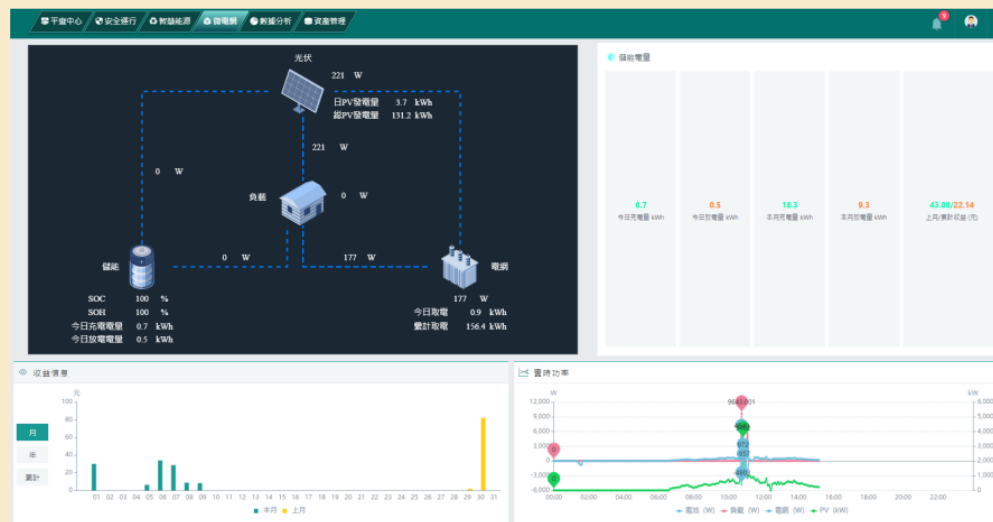 平臺中心 安全運行 智慧能源 微電網 數據分析 資產管理
9
光伏
221 W
日PV發電量 3.7 kWh
總PV發電量 131.2 kWh
221 W
0 W
負載
0 W
0 W
177 W
儲能
電網
SOC 100 %
SOH 100 %
今日充電電量 0.7 kWh
今日放電電量 0.5 kWh
177 W
今日取電 0.9 kWh
累計取電 156.4 kWh
儲能電量
0.7
今日充電量 kWh
0.5
今日放電量 kWh
18.3
本月充電量 kWh
9.3
本月放電量 kWh
43.08/22.14
上月/累計收益 (元)
收益信息
月
年
累計
元
100
80
60
40
20
0
01 02 03 04 05 06 07 08 09 10 11 12 13 14 15 16 17 18 19 20 21 22 23 24 25 26 27 28 29 30 31
本月 上月
實時功率
W
kW
12,000
9,000
6,000
3,000
0
-3,000
-6,000
6,000
5,000
4,000
3,000
2,000
1,000
0
0
0
00:00 02:00 04:00 06:00 08:00 10:00 12:00 14:00 16:00 18:00 20:00 22:00
電池 (W) 負載 (W) 電網 (W) PV (kW)